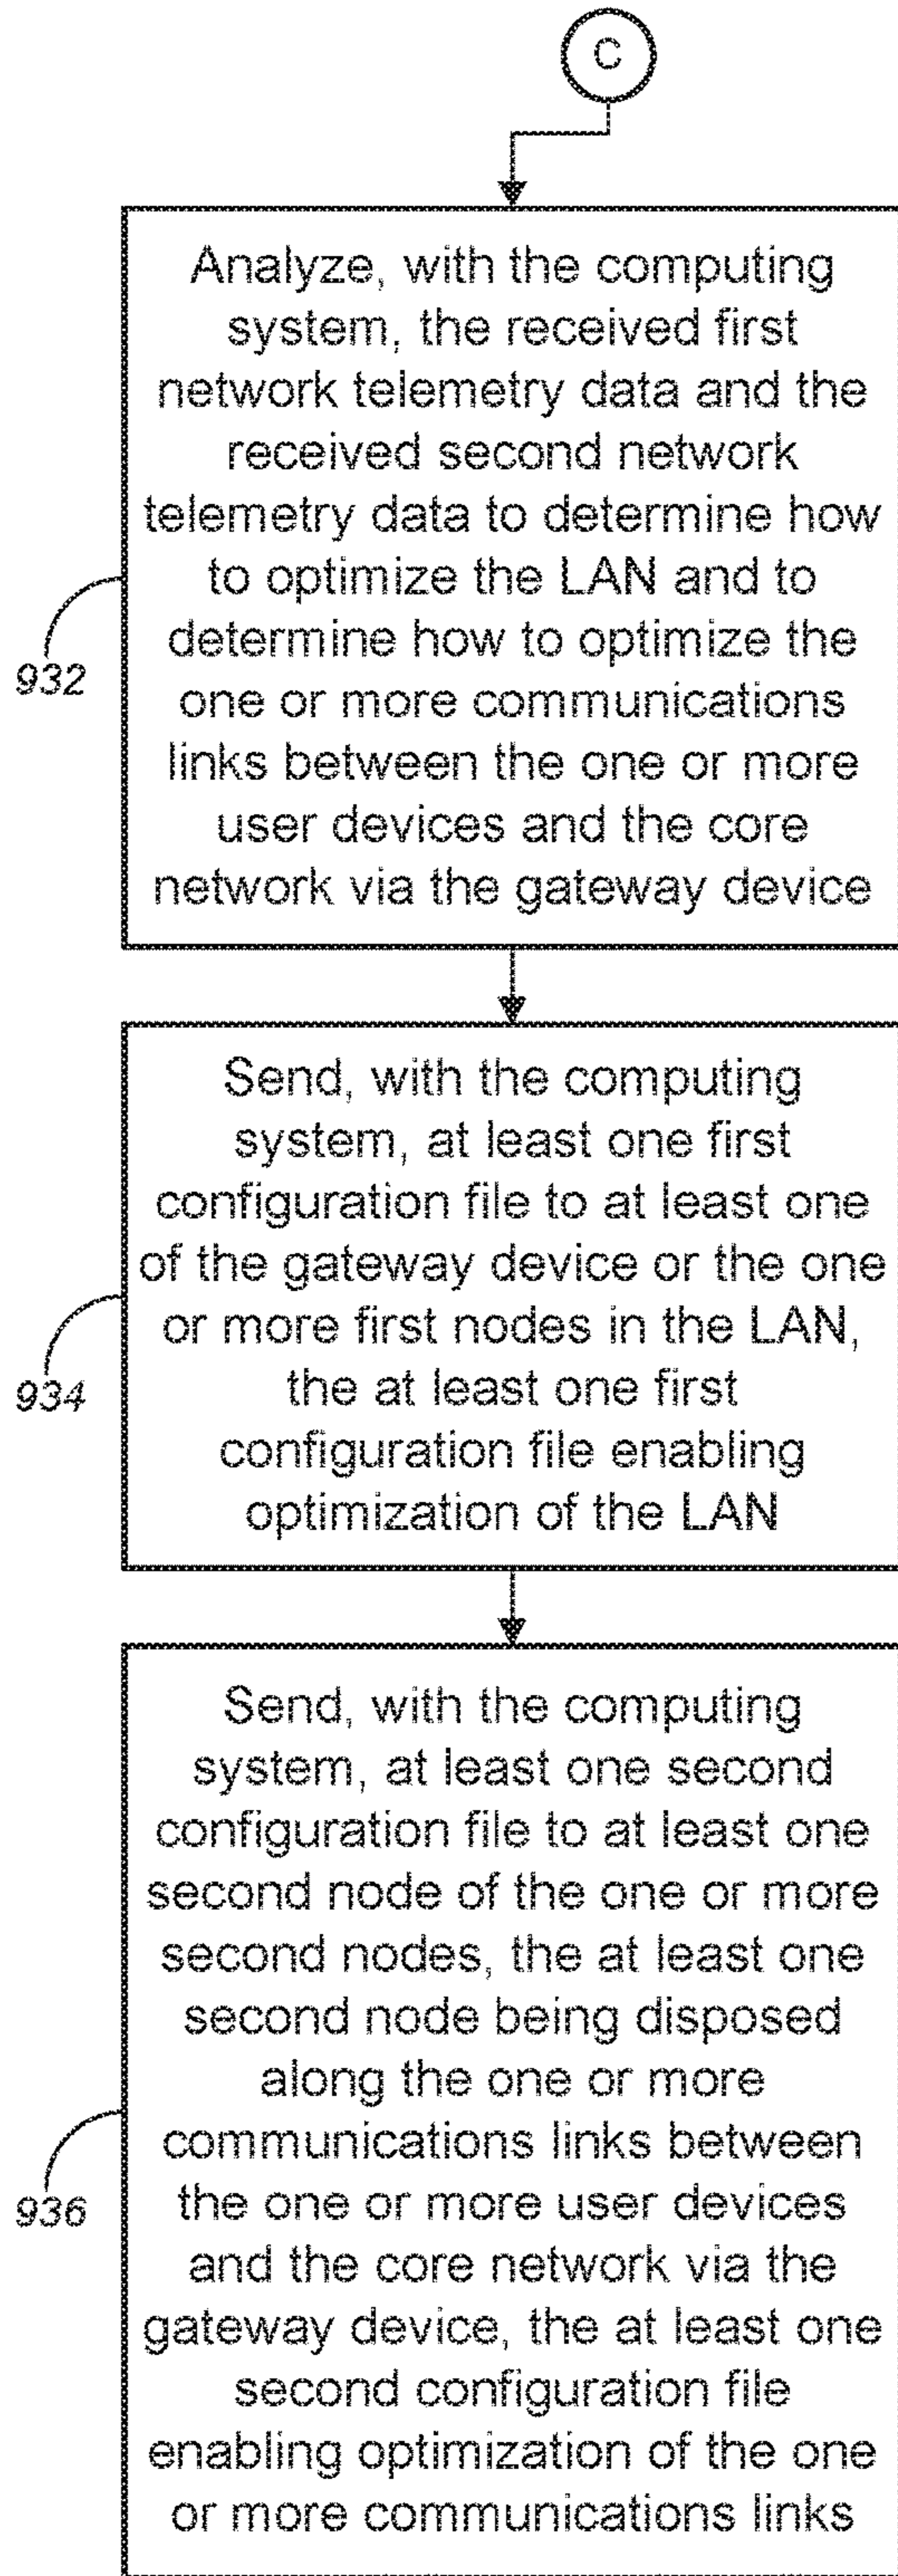 C
Analyze, with the computing
system, the received first
network telemetry data and the
received second network
telemetry data to determine how
to optimize the LAN and to
determine how to optimize the
one or more communications
links between the one or more
user devices and the core
network via the gateway device
932
Send, with the computing
system, at least one first
configuration file to at least one
of the gateway device or the one
or more first nodes in the LAN,
the at least one first
configuration file enabling
optimization of the LAN
934
Send, with the computing
system, at least one second
configuration file to at least one
second node of the one or more
second nodes, the at least one
second node being disposed
along the one or more
communications links between
the one or more user devices
and the core network via the
gateway device, the at least one
second configuration file
enabling optimization of the one
or more communications links
936